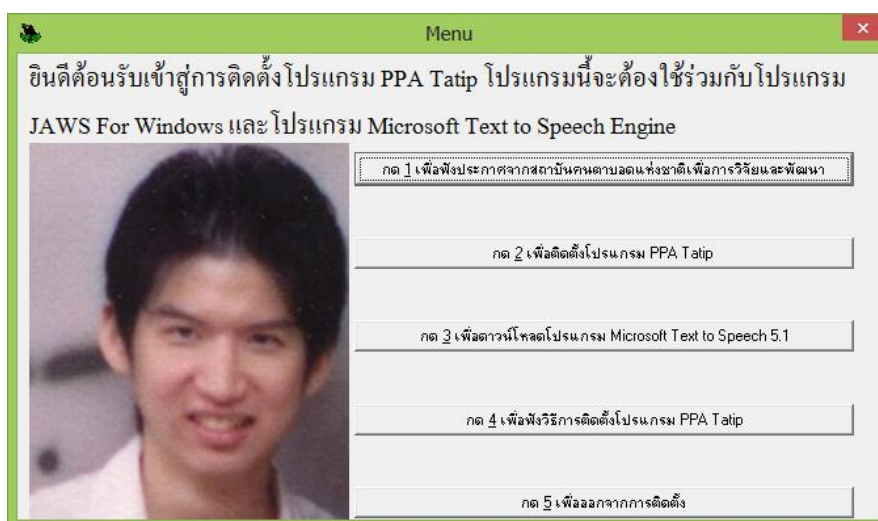 Menu
ยินดีต้อนรับเข้าสู่การติดตั้งโปรแกรม PPA Tatip โปรแกรมนี้จะต้องใช้ร่วมกับโปรแกรม
JAWS For Windows และโปรแกรม Microsoft Text to Speech Engine
กด 1 เพื่อฟังประกาศจากสถาบันคนตาบอดแห่งชาติเพื่อการวิจัยและพัฒนา
กด 2 เพื่อติดตั้งโปรแกรม PPA Tatip
กด 3 เพื่อดาวน์โหลดโปรแกรม Microsoft Text to Speech 5.1
กด 4 เพื่อฟังวิธีการติดตั้งโปรแกรม PPA Tatip
กด 5 เพื่อออกจากการติดตั้ง